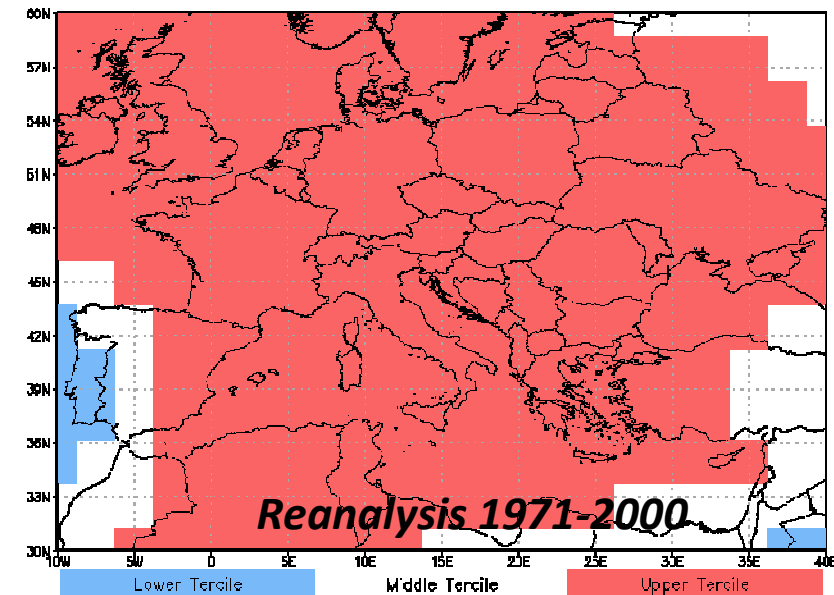 60N
57N
54N
51N
48N
45N
42N
39N
36N
33N
Reanalysis 1971-2000
30N
10W 5W 0 5E 10E 15E 20E 25E 30E 35E 40E
Lower Tercile Middle Tercile Upper Tercile